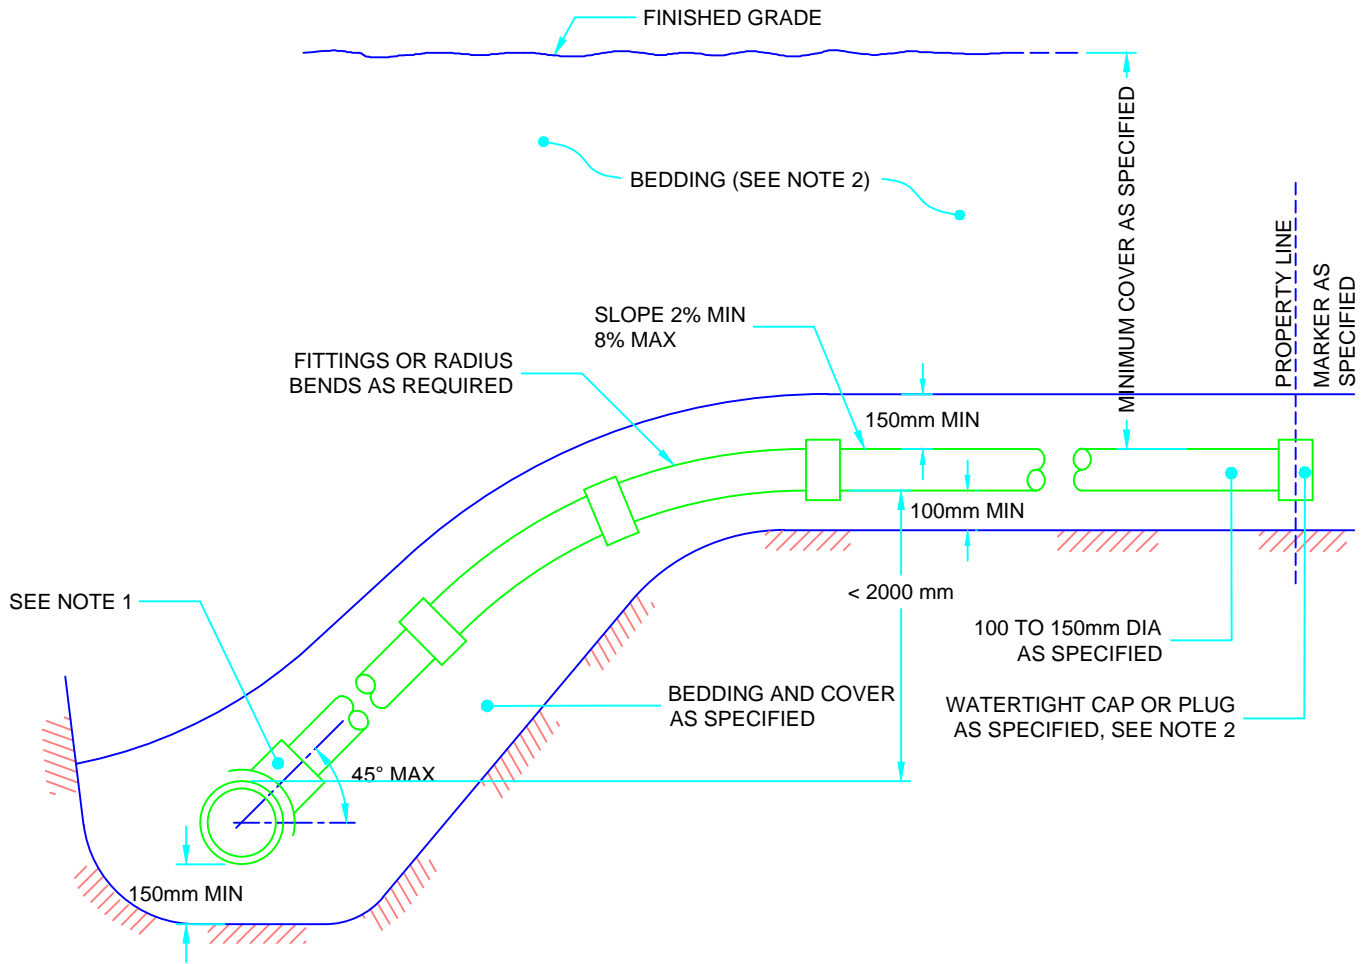 FINISHED GRADE
BEDDING (SEE NOTE 2)
MINIMUM COVER AS SPECIFIED
PROPERTY LINE
MARKER AS
SPECIFIED
SLOPE 2% MIN
8% MAX
FITTINGS OR RADIUS
BENDS AS REQUIRED
150mm MIN
100mm MIN
< 2000 mm
SEE NOTE 1
100 TO 150mm DIA
AS SPECIFIED
BEDDING AND COVER
AS SPECIFIED
WATERTIGHT CAP OR PLUG
AS SPECIFIED, SEE NOTE 2
45° MAX
150mm MIN